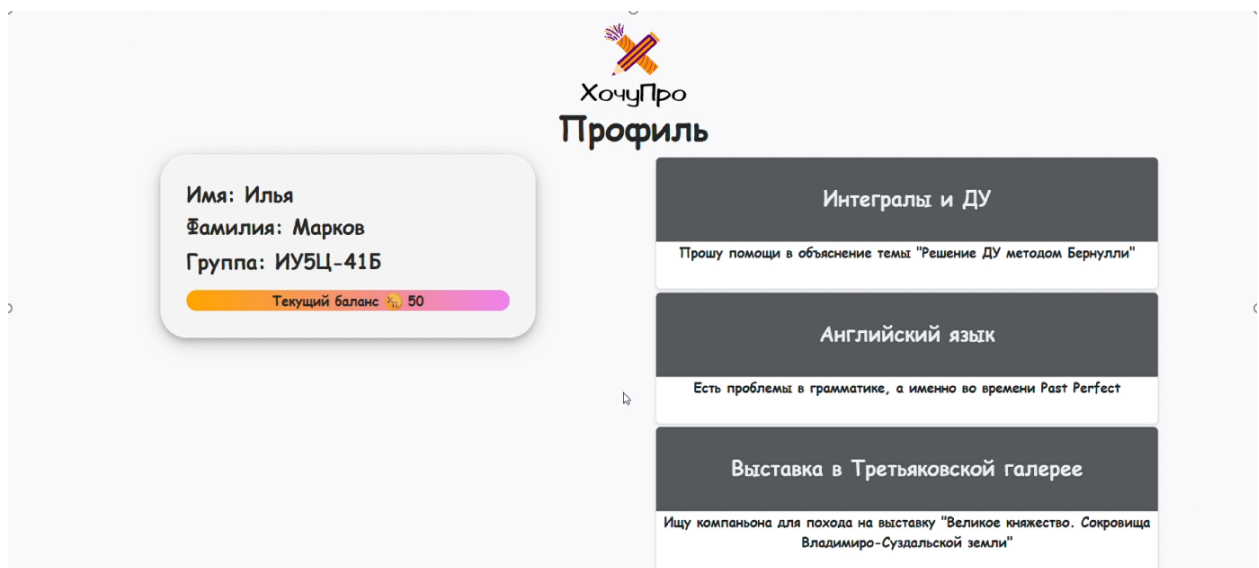 ХочуПро
Профиль
Имя: Илья
Фамилия: Марков
Группа: ИУ5Ц-41Б
Текущий баланс 50
Интегралы и ДУ
Прошу помощи в объяснение темы "Решение ДУ методом Бернулли"
Английский язык
Есть проблемы в грамматике, а именно во времени Past Perfect
Выставка в Третьяковской галерее
Ищу компаньона для похода на выставку "Великое княжество. Сокровища
Владимиро-Суздальской земли"